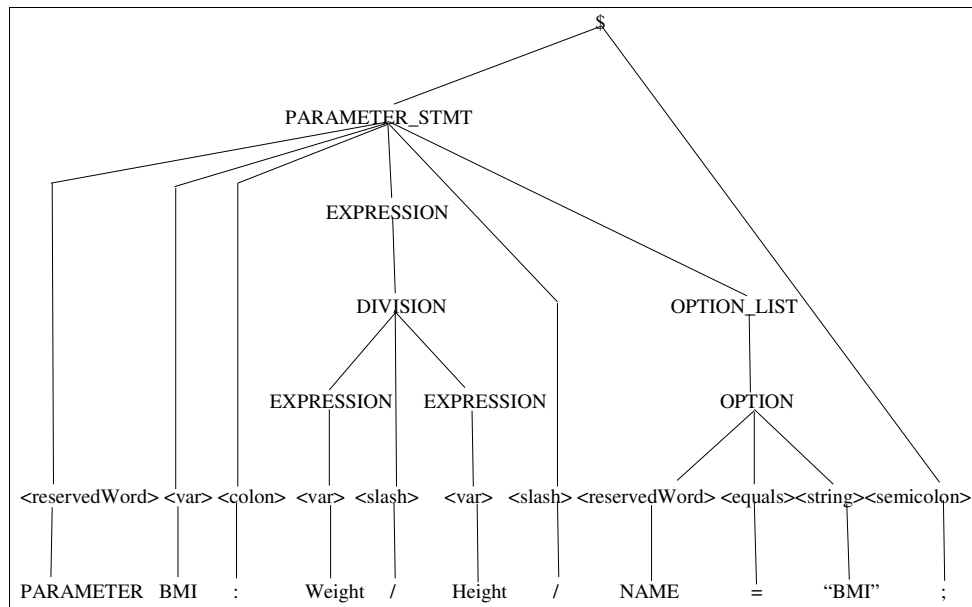 $
PARAMETER_STMT
EXPRESSION
DIVISION OPTION_LIST
EXPRESSION EXPRESSION OPTION
<reservedWord> <var> <colon> <var> <slash> <var> <slash> <reservedWord> <equals> <string> <semicolon>
PARAMETER BMI : Weight / Height / NAME = “BMI” ;